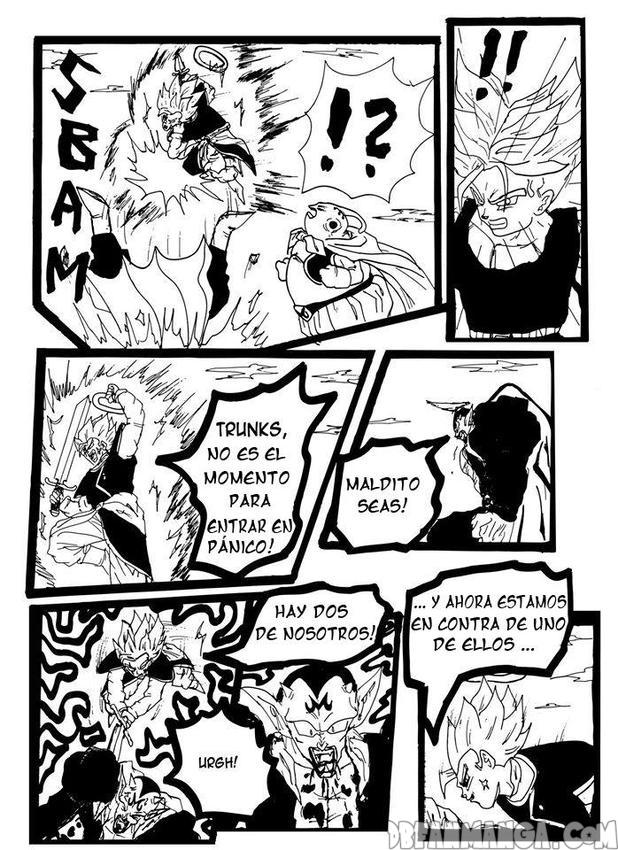 SBAM
!?
!!
TRUNKS,
NO ES EL
MOMENTO
PARA
ENTRAR EN
PÁNICO!
MALDITO
SEAS!
HAY DOS
DE NOSOTROS!
URGH!
M
... Y AHORA ESTAMOS
EN CONTRA DE UNO
DE ELLOS ...
DBFANMANGA.COM